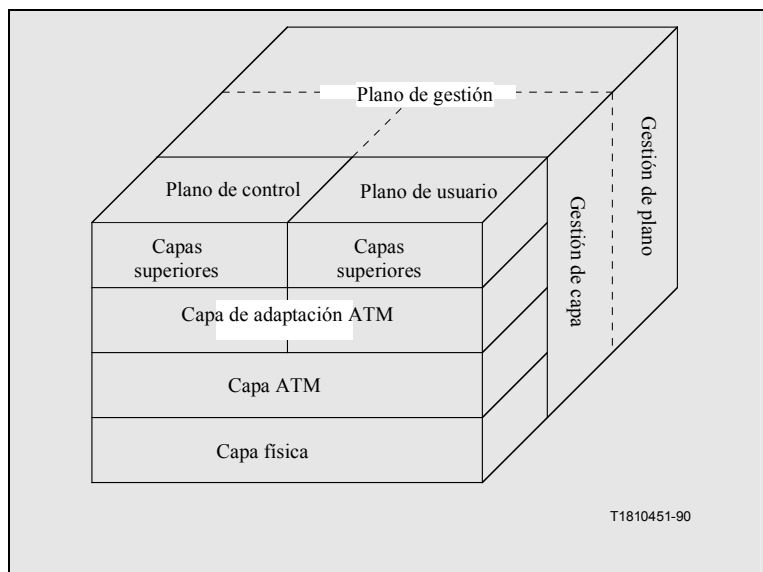 Plano de gestión
Plano de control
Plano de usuario
Capas
superiores
Capas
superiores
Capa de adaptación ATM
Capa ATM
Capa física
Gestión de capa
Gestión de plano
T1810451-90